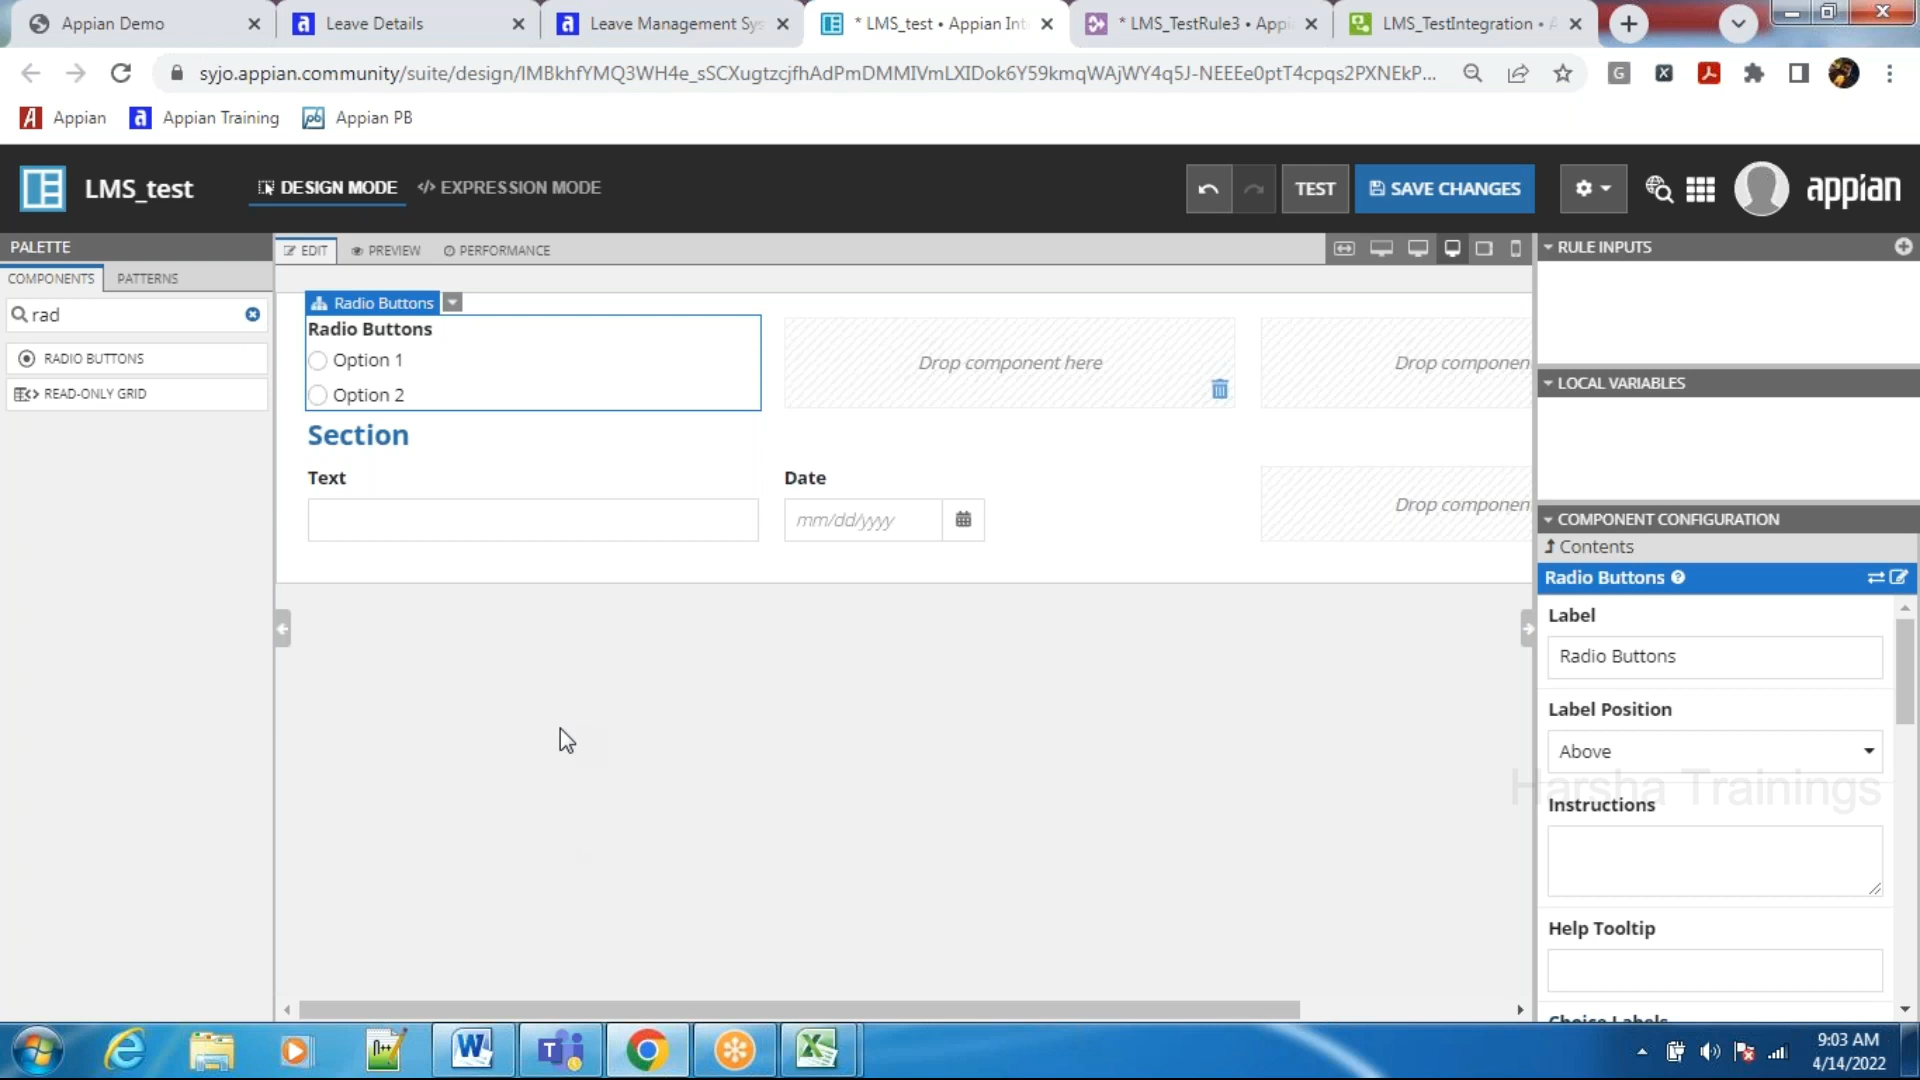 Appian Demo
Leave Details
Leave Management Sys
* LMS_test • Appian Int
* LMS_TestRule3 • Appi
LMS_TestIntegration • A
syjo.appian.community/suite/design/lMBkhfYMQ3WH4e_sSCXugtzcjfhAdPmDMMIVmLXIDok6Y59kmqWAjWY4q5J-NEEEe0ptT4cpqs2PXNEkP...
Appian
Appian Training
Appian PB
LMS_test
DESIGN MODE
EXPRESSION MODE
TEST
SAVE CHANGES
appian
PALETTE
EDIT
PREVIEW
PERFORMANCE
RULE INPUTS
COMPONENTS
PATTERNS
rad
RADIO BUTTONS
READ-ONLY GRID
Radio Buttons
Radio Buttons
Option 1
Option 2
Drop component here
Drop componen
Section
Text
Date
mm/dd/yyyy
Drop componen
LOCAL VARIABLES
COMPONENT CONFIGURATION
Contents
Radio Buttons
Label
Radio Buttons
Label Position
Above
Harsha Trainings
Instructions
Help Tooltip
Choice Labels
9:03 AM
4/14/2022